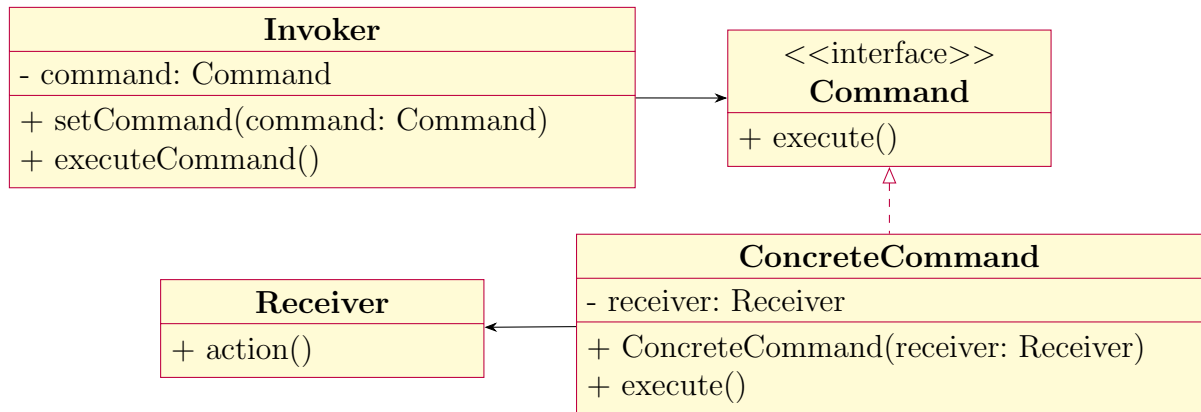 Invoker
- command: Command
+ setCommand(command: Command)
+ executeCommand()
<<interface>>
Command
+ execute()
Receiver
+ action()
ConcreteCommand
- receiver: Receiver
+ ConcreteCommand(receiver: Receiver)
+ execute()